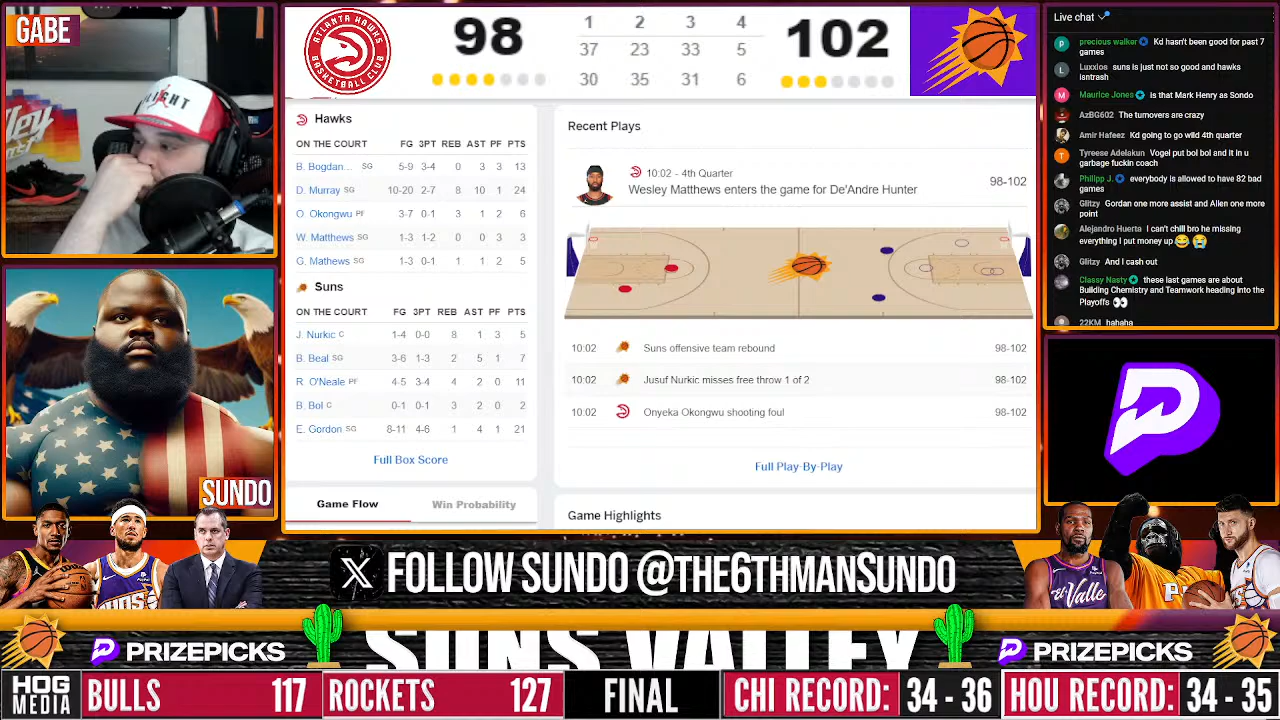 GABE
FLIGHT
SUNDO
ATLANTA HAWKS
BASKETBALL CLUB
98
1 2 3 4
37 23 33 5
30 35 31 6
102
Hawks
ON THE COURT FG 3PT REB AST PF PTS
B. Bogdan... SG 5-9 3-4 0 3 3 13
D. Murray SG 10-20 2-7 8 10 1 24
O. Okongwu PF 3-7 0-1 3 1 2 6
W. Matthews SG 1-3 1-2 0 0 3 3
G. Mathews SG 1-3 0-1 1 1 2 5
Suns
ON THE COURT FG 3PT REB AST PF PTS
J. Nurkic C 1-4 0-0 8 1 3 5
B. Beal SG 3-6 1-3 2 5 1 7
R. O'Neale PF 4-5 3-4 4 2 0 11
B. Bol C 0-1 0-1 3 2 0 2
E. Gordon SG 8-11 4-6 1 4 1 21
Full Box Score
Game Flow Win Probability
Recent Plays
10:02 - 4th Quarter
Wesley Matthews enters the game for De'Andre Hunter 98-102
10:02 Suns offensive team rebound 98-102
10:02 Jusuf Nurkic misses free throw 1 of 2 98-102
10:02 Onyeka Okongwu shooting foul 98-102
Full Play-By-Play
Game Highlights
Live chat
precious walker Kd hasn't been good for past 7
games
Luxxlos suns is just not so good and hawks
isntrash
Maurice Jones is that Mark Henry as Sondo
AzBG602 The turnovers are cray
Amir Hafeez Kd going to go wild 4th quarter
Tyreese Adelakun Vogel put bol bol and it u
garbage trash coach
Philipp J. everybody is allowed to have 82 bad
games
Glitzy Gordan one more assist and Allen one more
point
Alejandro Huerta I can't chill bro he missing
everything I put money up😂😭
Glitzy And I cash out
Classy Nasty these last games are about
Building Chemistry and Teamwork heading into the
Playoffs 👀
22KM hahaha
X FOLLOW SUNDO @THE6THMANSUNDO
PRIZEPICKS
SUNS VALLEY
PRIZEPICKS
HOG
MEDIA
BULLS 117 ROCKETS 127 FINAL CHI RECORD: 34 - 36 HOU RECORD: 34 - 35